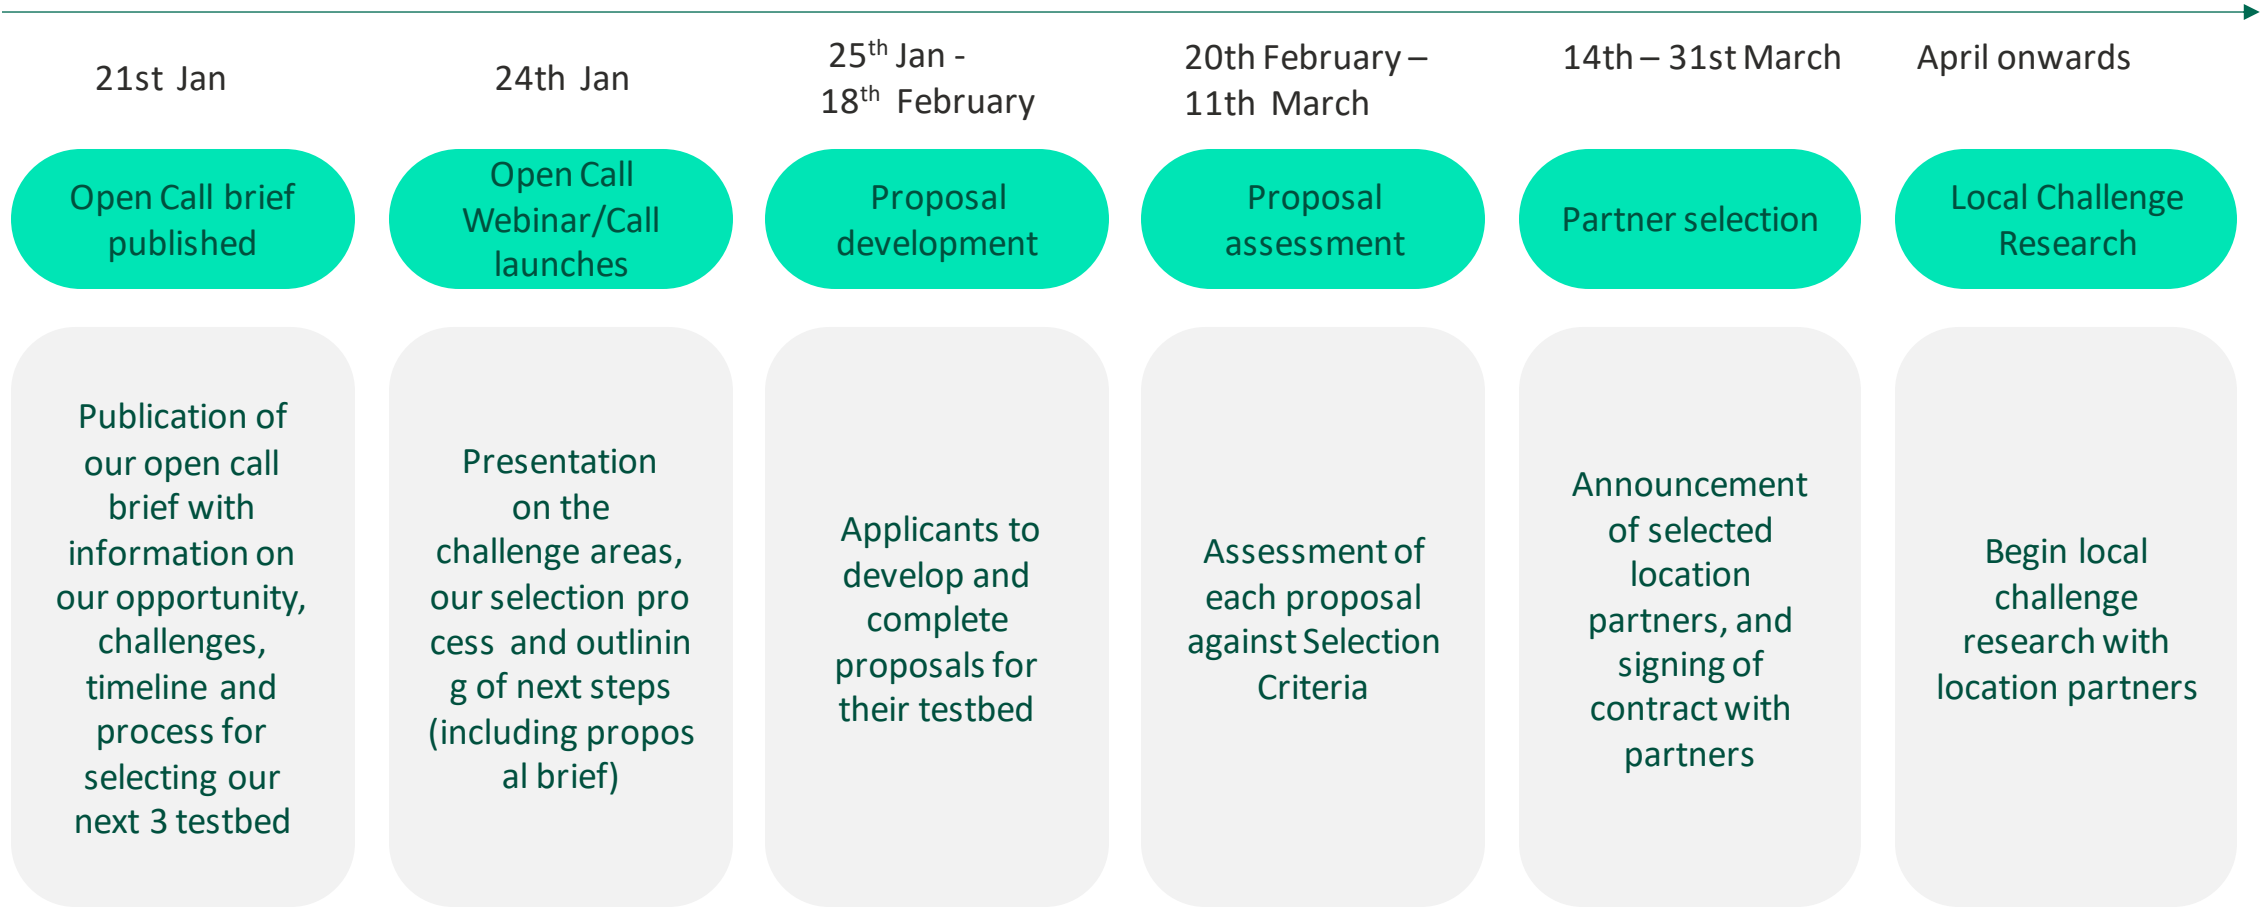 21st Jan
24th Jan
25th Jan -
18th February
20th February –
11th March
14th – 31st March
April onwards
Open Call brief
published
Open Call
Webinar/Call
launches
Proposal
development
Proposal
assessment
Partner selection
Local Challenge
Research
Publication of
our open call
brief with
information on
our opportunity,
challenges,
timeline and
process for
selecting our
next 3 testbed
Presentation
on the
challenge areas,
our selection pro
cess and outlinin
g of next steps
(including propos
al brief)
Applicants to
develop and
complete
proposals for
their testbed
Assessment of
each proposal
against Selection
Criteria
Announcement
of selected
location
partners, and
signing of
contract with
partners
Begin local
challenge
research with
location partners